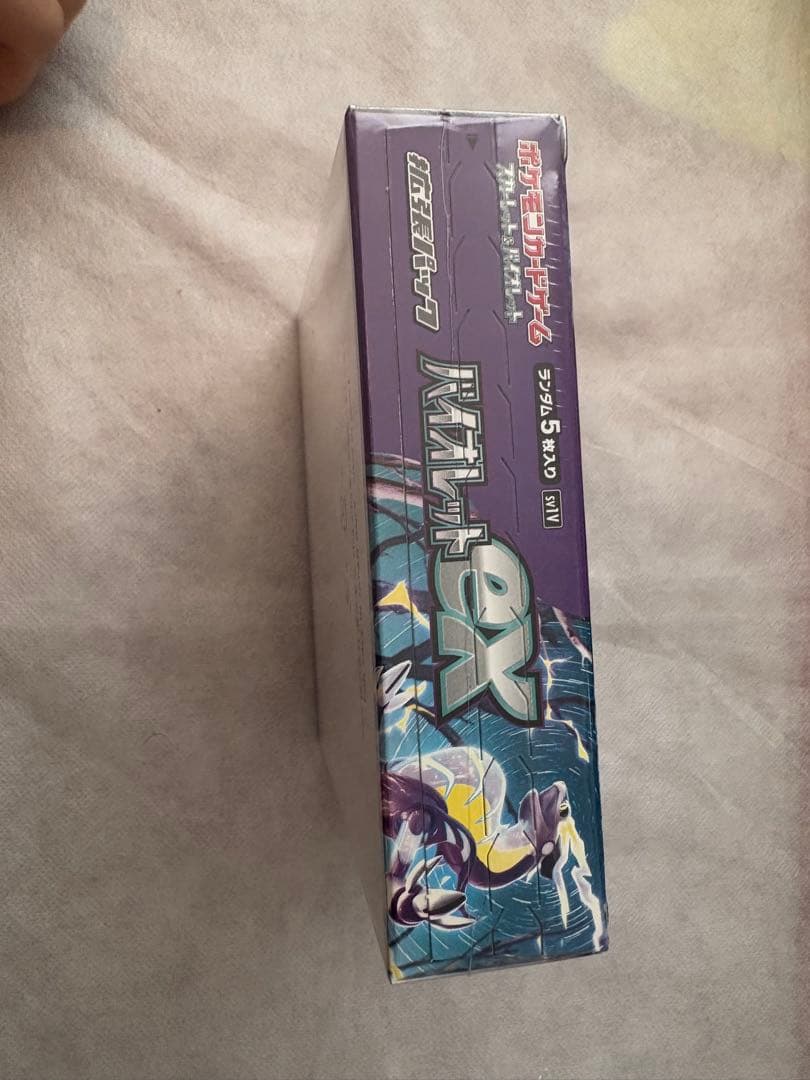 ポケモンカードゲーム
スカーレット&バイオレット
ランダム5枚入り
SV1V
拡張パック
バイオレットex